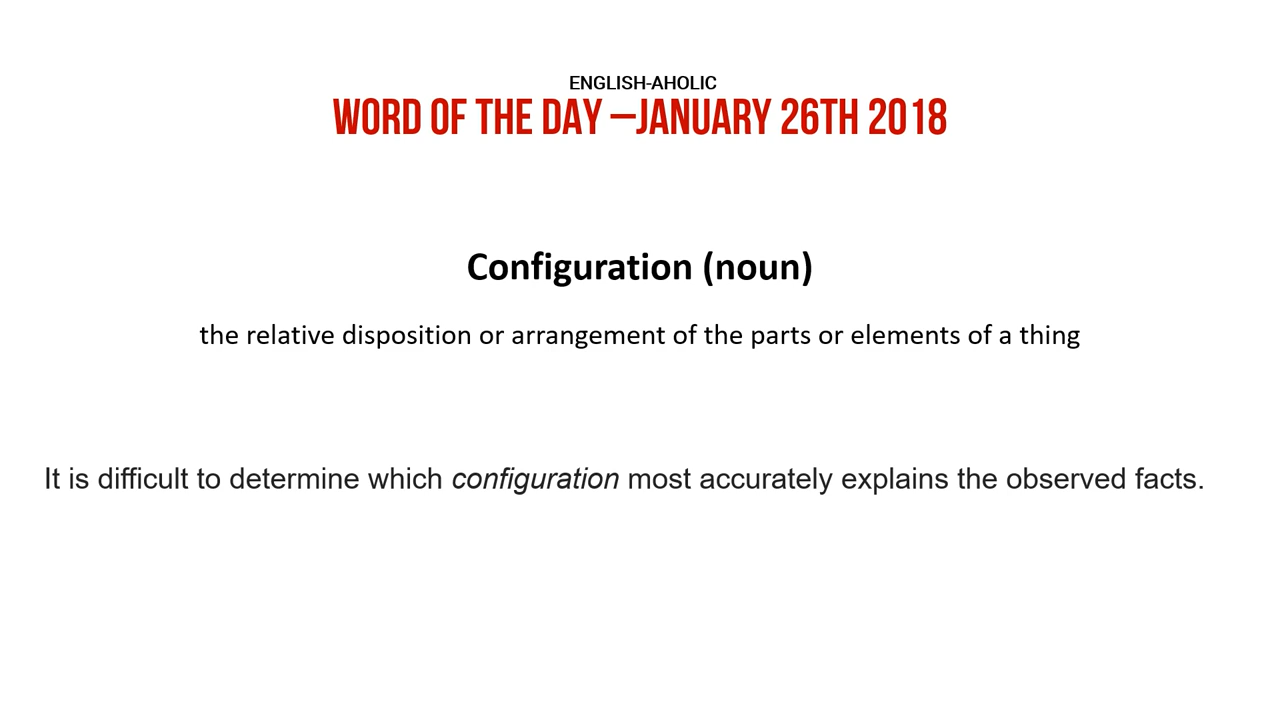 ENGLISH-AHOLIC
WORD OF THE DAY –JANUARY 26TH 2018
Configuration (noun)
the relative disposition or arrangement of the parts or elements of a thing
It is difficult to determine which configuration most accurately explains the observed facts.